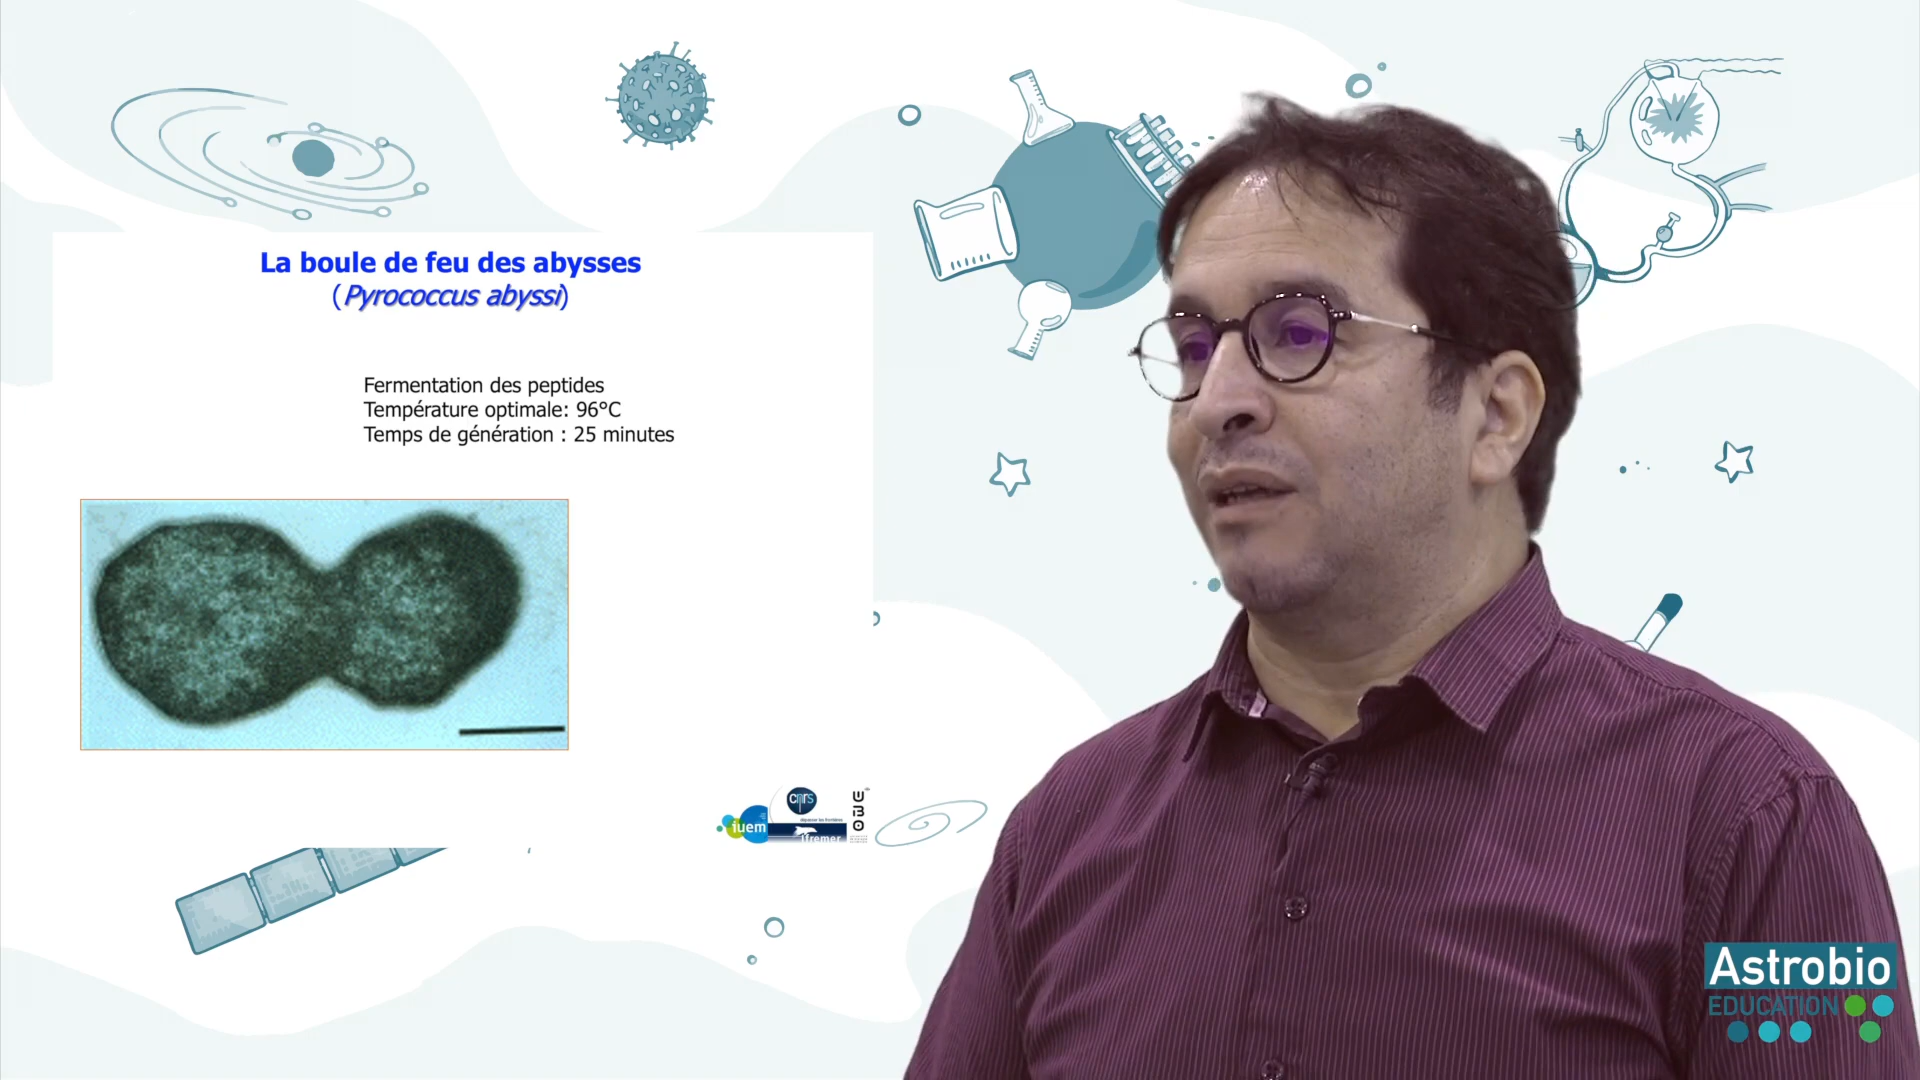 La boule de feu des abysses
(Pyrococcus abyssi)
Fermentation des peptides
Température optimale: 96°C
Temps de génération : 25 minutes
iuem
cnrs
ifremer
Astrobio
EDUCATION